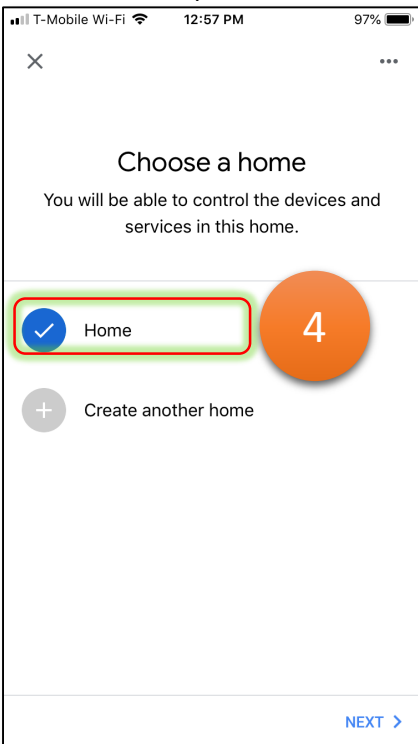 T-Mobile Wi-Fi 12:57 PM 97%
Choose a home
You will be able to control the devices and
services in this home.
Home
4
Create another home
NEXT